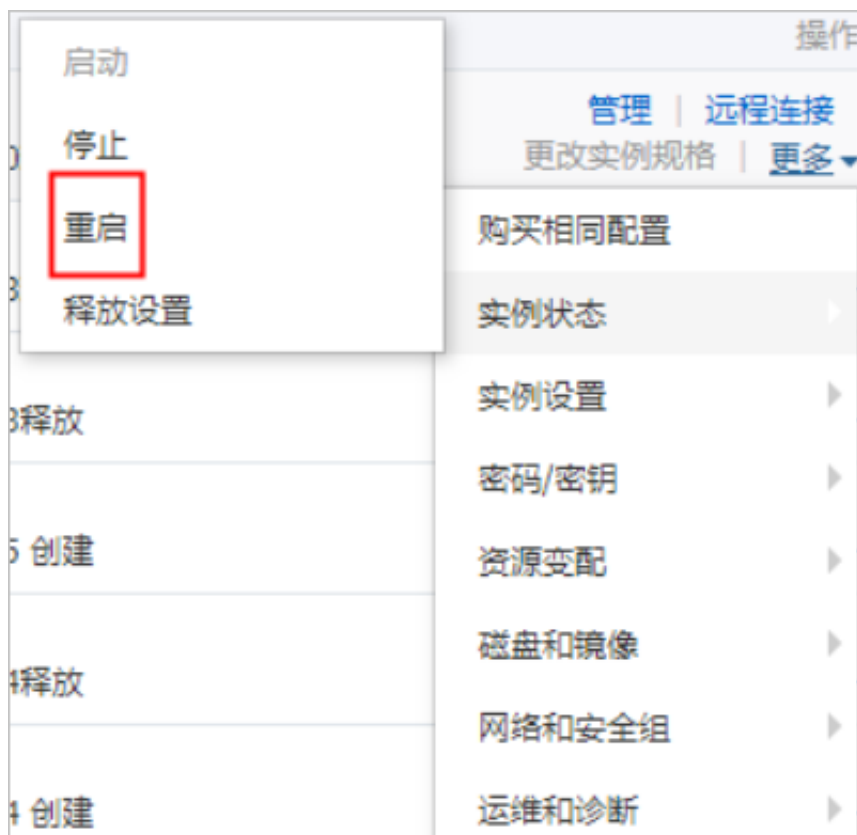 操作
管理 | 远程连接
更改实例规格 | 更多
启动
停止
重启
释放设置
购买相同配置
实例状态
实例设置
密码/密钥
资源变配
磁盘和镜像
网络和安全组
运维和诊断
释放
5 创建
4释放
4 创建